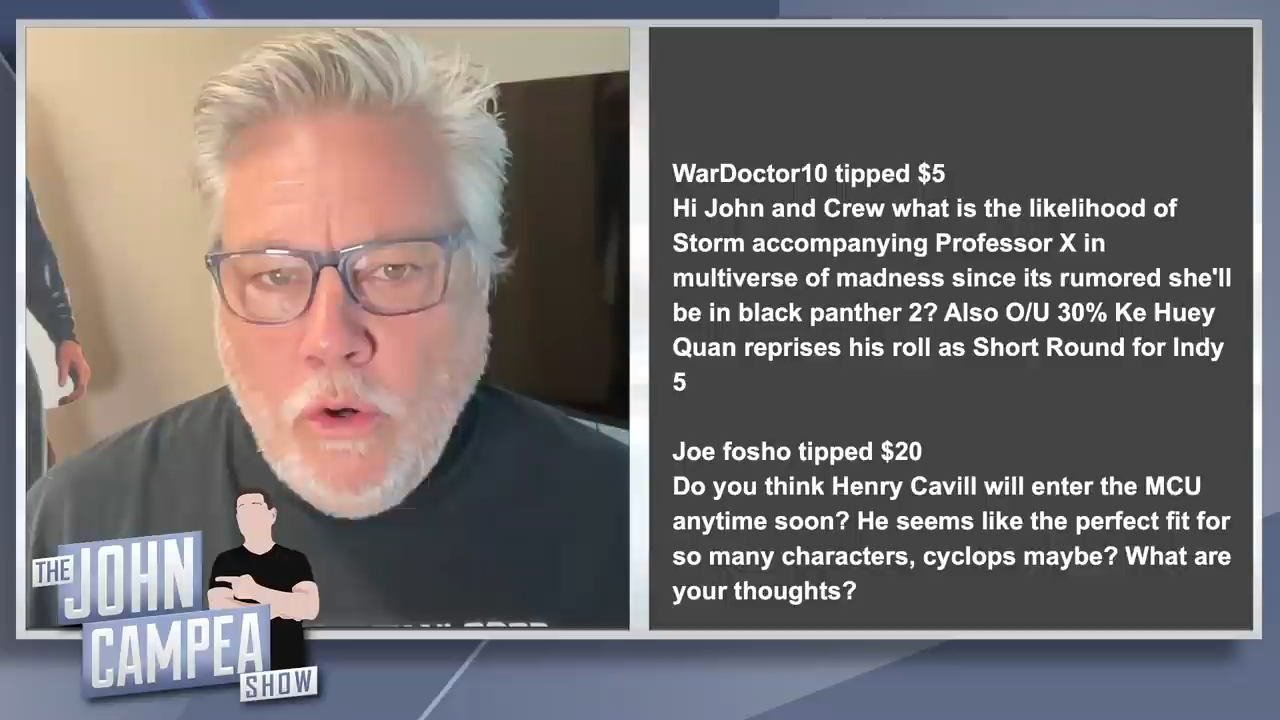 WarDoctor10 tipped $5
Hi John and Crew what is the likelihood of
Storm accompanying Professor X in
multiverse of madness since its rumored she'll
be in black panther 2? Also O/U 30% Ke Huey
Quan reprises his roll as Short Round for Indy
5
Joe fosho tipped $20
Do you think Henry Cavill will enter the MCU
anytime soon? He seems like the perfect fit for
so many characters, cyclops maybe? What are
your thoughts?
THE JOHN
CAMPEA
SHOW